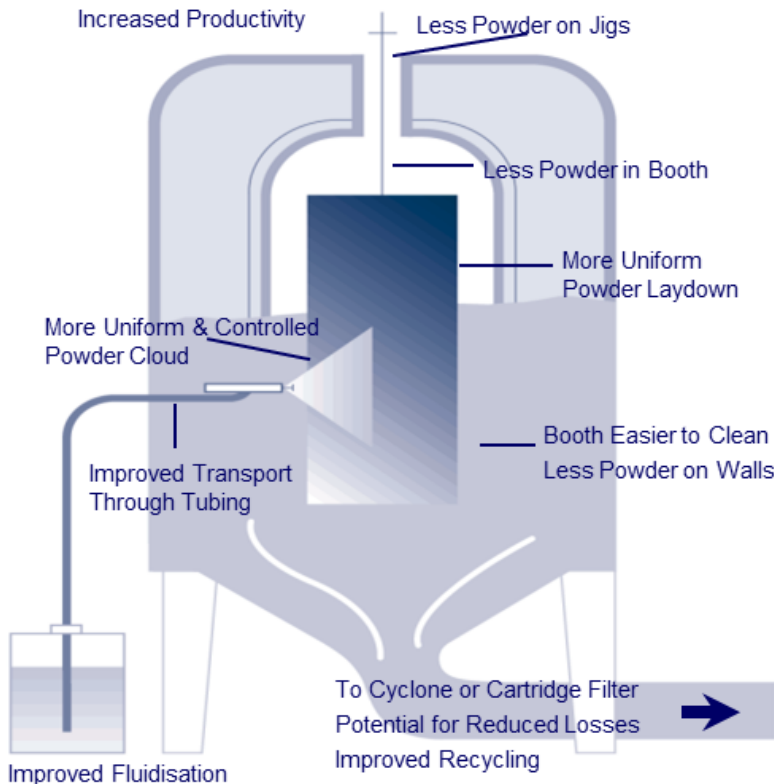 Increased Productivity
Less Powder on Jigs
Less Powder in Booth
More Uniform
Powder Laydown
More Uniform & Controlled
Powder Cloud
Booth Easier to Clean
Less Powder on Walls
Improved Transport
Through Tubing
To Cyclone or Cartridge Filter
Potential for Reduced Losses
Improved Recycling
Improved Fluidisation